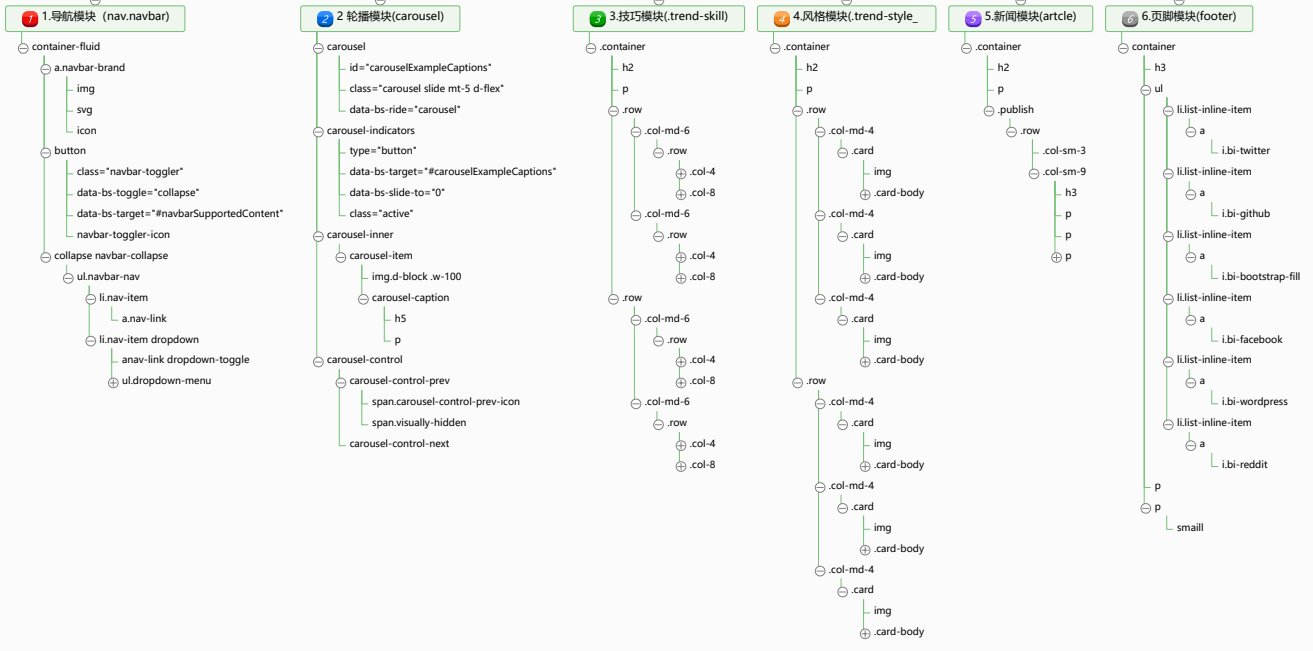 1 1.导航模块（nav.navbar)
container-fluid
a.navbar-brand
img
svg
icon
button
class="navbar-toggler"
data-bs-toggle="collapse"
data-bs-target="#navbarSupportedContent"
navbar-toggler-icon
collapse navbar-collapse
ul.navbar-nav
li.nav-item
a.nav-link
li.nav-item dropdown
anav-link dropdown-toggle
ul.dropdown-menu
2 2 轮播模块(carousel)
carousel
id="carouselExampleCaptions"
class="carousel slide mt-5 d-flex"
data-bs-ride="carousel"
carousel-indicators
type="button"
data-bs-target="#carouselExampleCaptions"
data-bs-slide-to="0"
class="active"
carousel-inner
carousel-item
img.d-block .w-100
carousel-caption
h5
p
carousel-control
carousel-control-prev
span.carousel-control-prev-icon
span.visually-hidden
carousel-control-next
3 3.技巧模块(.trend-skill)
.container
h2
p
.row
.col-md-6
.row
.col-4
.col-8
.col-md-6
.row
.col-4
.col-8
.row
.col-md-6
.row
.col-4
.col-8
.col-md-6
.row
.col-4
.col-8
4 4.风格模块(.trend-style_
.container
h2
p
.row
.col-md-4
.card
img
.card-body
.col-md-4
.card
img
.card-body
.col-md-4
.card
img
.card-body
.row
.col-md-4
.card
img
.card-body
.col-md-4
.card
img
.card-body
.col-md-4
.card
img
.card-body
5 5.新闻模块(artcle)
.container
h2
p
.publish
.row
.col-sm-3
.col-sm-9
h3
p
p
p
6 6.页脚模块(footer)
container
h3
ul
li.list-inline-item
a
i.bi-twitter
li.list-inline-item
a
i.bi-github
li.list-inline-item
a
i.bi-bootstrap-fill
li.list-inline-item
a
i.bi-facebook
li.list-inline-item
a
i.bi-wordpress
li.list-inline-item
a
i.bi-reddit
p
p
smaill